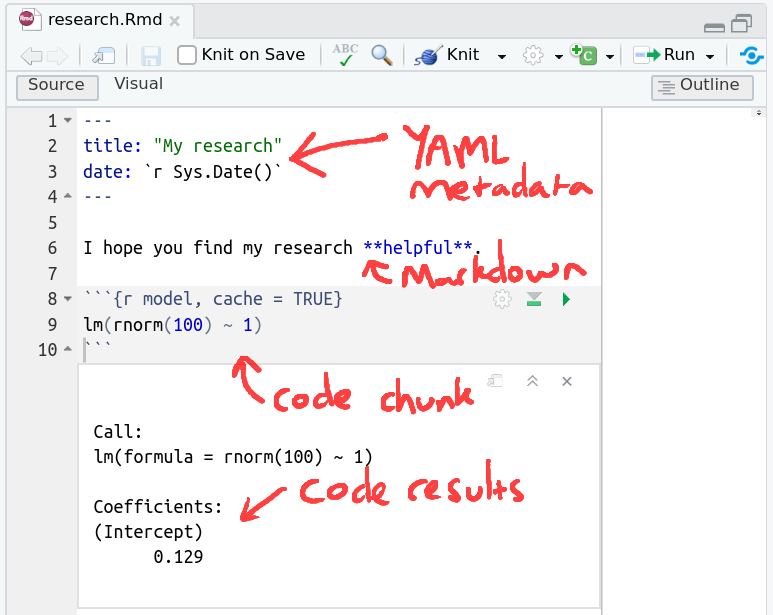 Rmd research.Rmd ×
Knit on Save ABC Knit C Run
Source Visual Outline
1 ---
2 title: "My research"
YAML
3 date: `r Sys.Date()`
metadata
4 ---
5
6 I hope you find my research **helpful**.
Markdown
7
8 ```{r model, cache = TRUE}
9 lm(rnorm(100) ~ 1)
10 ```
code chunk
Call:
lm(formula = rnorm(100) ~ 1)
code results
Coefficients:
(Intercept)
0.129